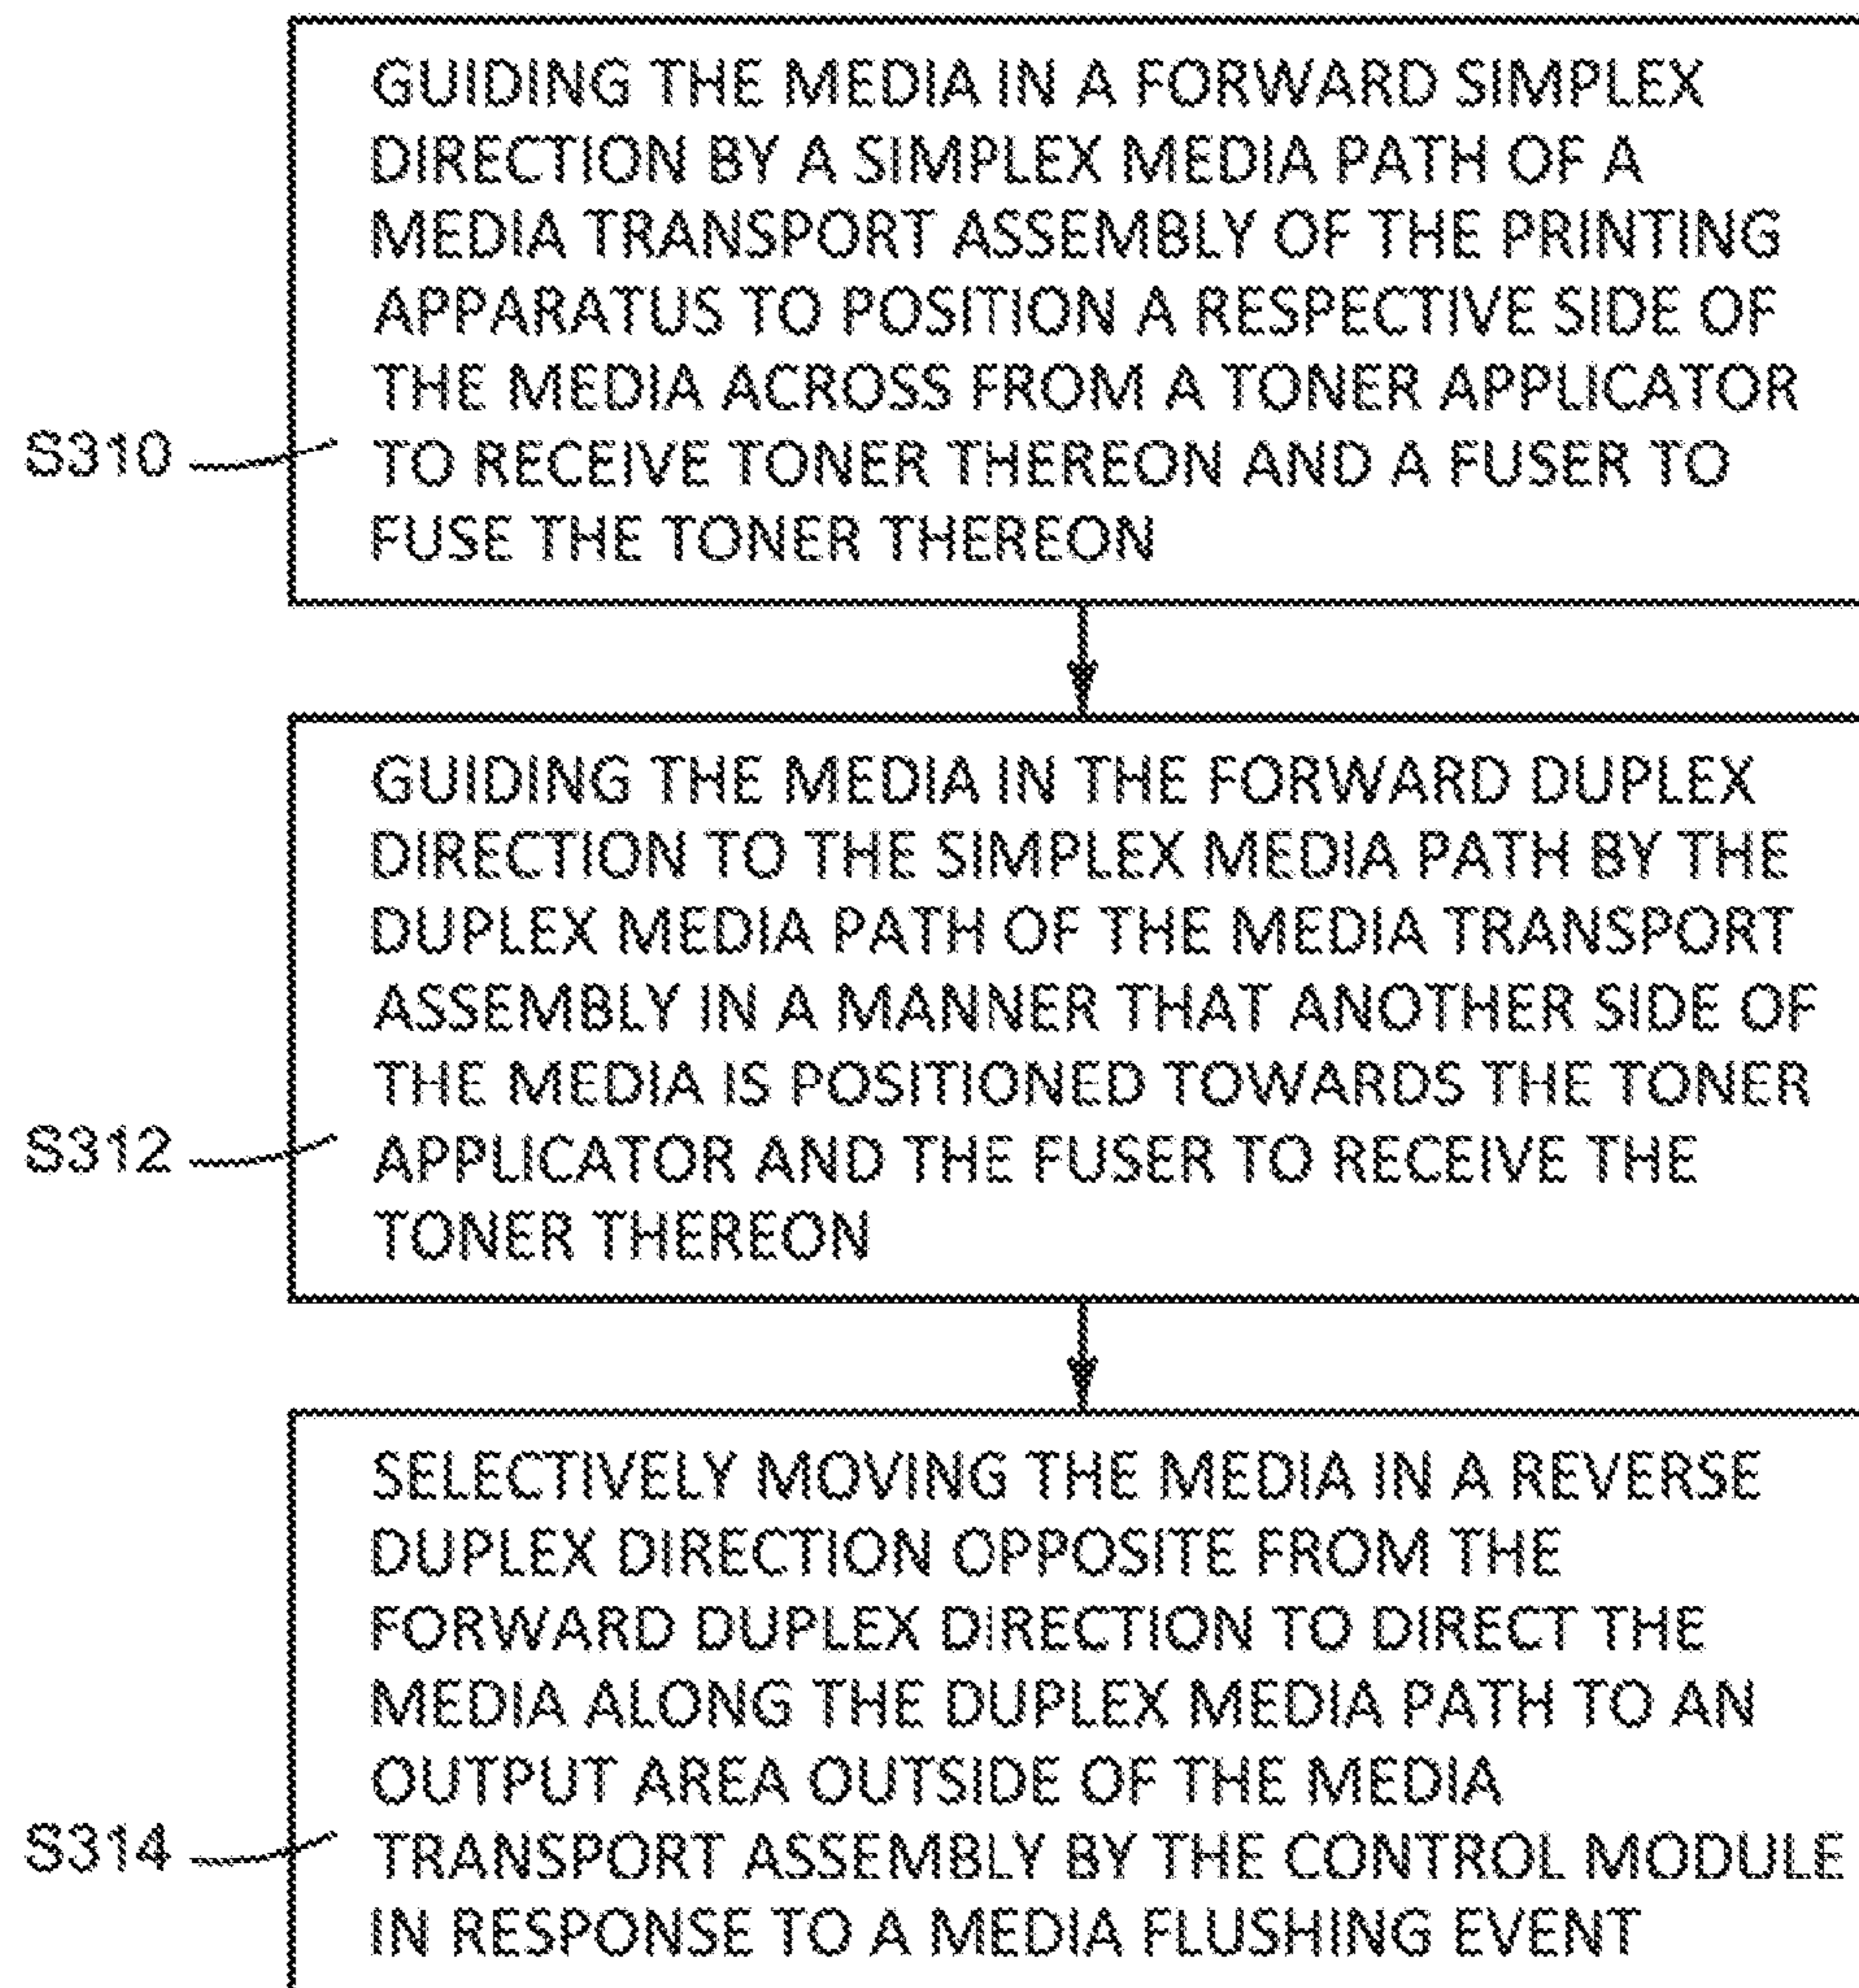 GUIDING THE MEDIA IN A FORWARD SIMPLEX
DIRECTION BY A SIMPLEX MEDIA PATH OF A
MEDIA TRANSPORT ASSEMBLY OF THE PRINTING
APPARATUS TO POSITION A RESPECTIVE SIDE OF
THE MEDIA ACROSS FROM A TONER APPLICATOR
S310 TO RECEIVE TONER THEREON AND A FUSER TO
FUSE THE TONER THEREON
GUIDING THE MEDIA IN THE FORWARD DUPLEX
DIRECTION TO THE SIMPLEX MEDIA PATH BY THE
DUPLEX MEDIA PATH OF THE MEDIA TRANSPORT
ASSEMBLY IN A MANNER THAT ANOTHER SIDE OF
THE MEDIA IS POSITIONED TOWARDS THE TONER
S312 APPLICATOR AND THE FUSER TO RECEIVE THE
TONER THEREON
SELECTIVELY MOVING THE MEDIA IN A REVERSE
DUPLEX DIRECTION OPPOSITE FROM THE
FORWARD DUPLEX DIRECTION TO DIRECT THE
MEDIA ALONG THE DUPLEX MEDIA PATH TO AN
OUTPUT AREA OUTSIDE OF THE MEDIA
S314 TRANSPORT ASSEMBLY BY THE CONTROL MODULE
IN RESPONSE TO A MEDIA FLUSHING EVENT